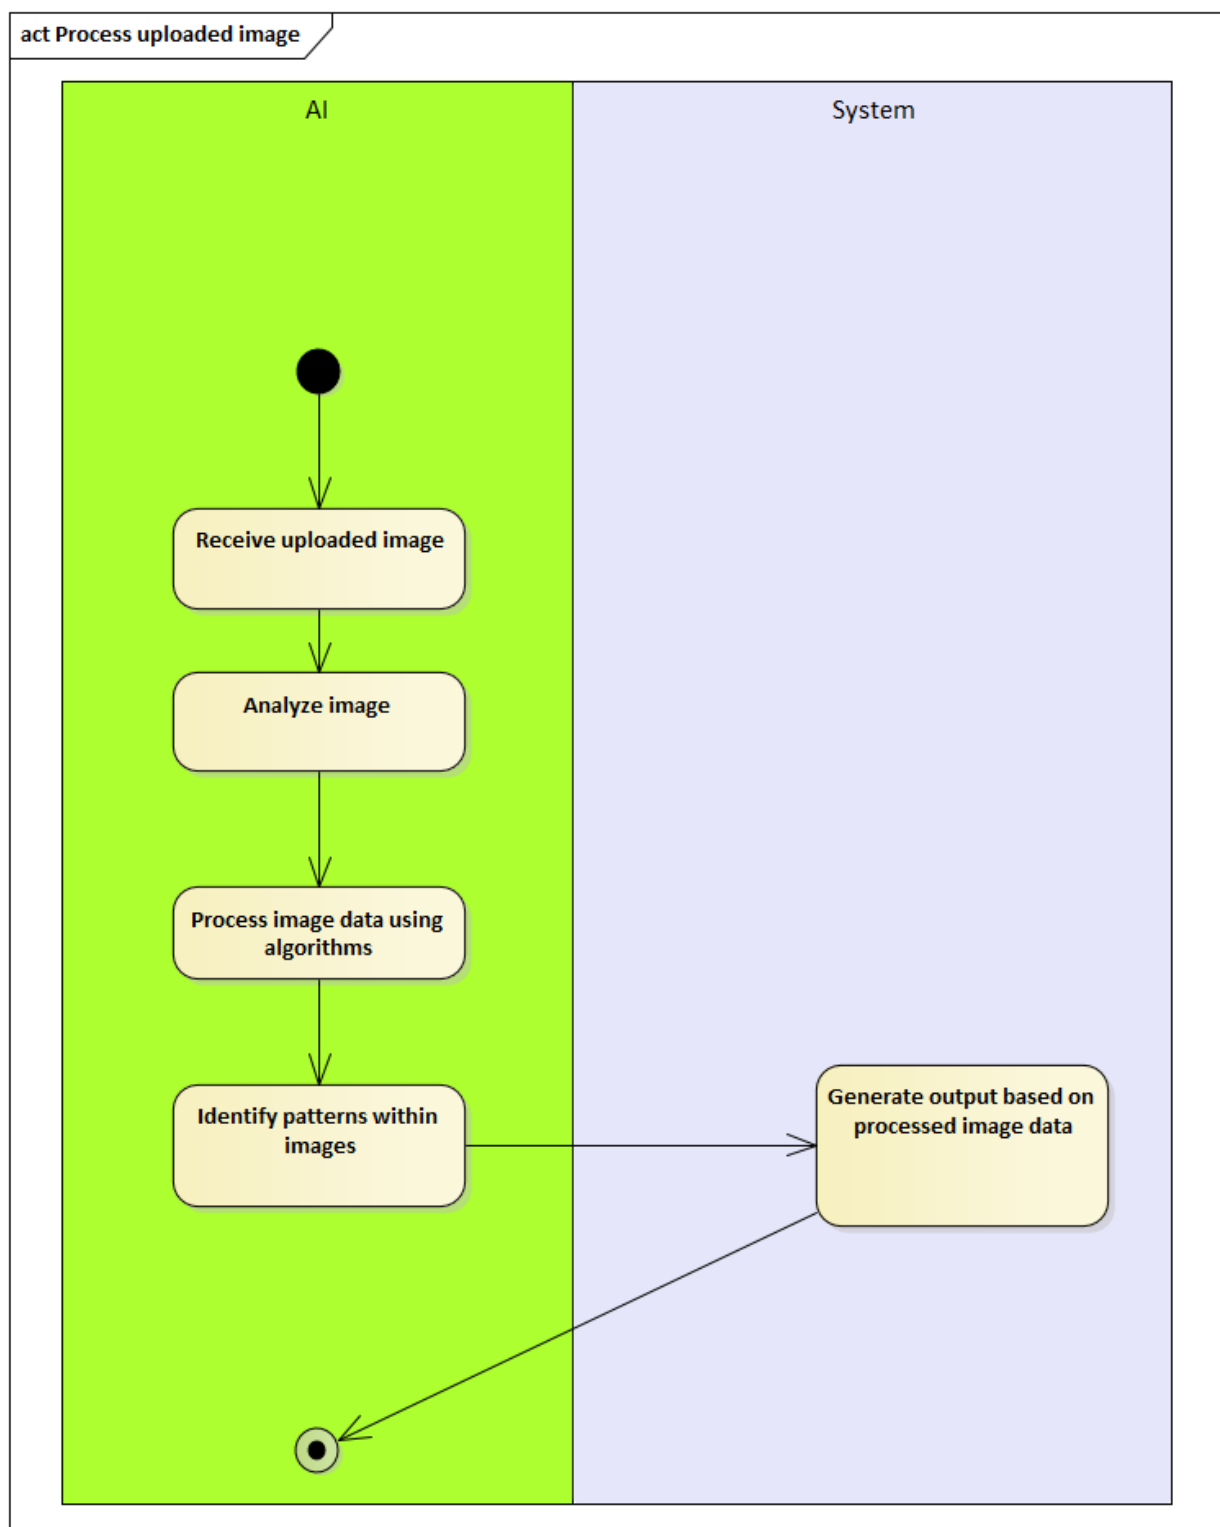 act Process uploaded image
AI
System
Receive uploaded image
Analyze image
Process image data using
algorithms
Identify patterns within
images
Generate output based on
processed image data